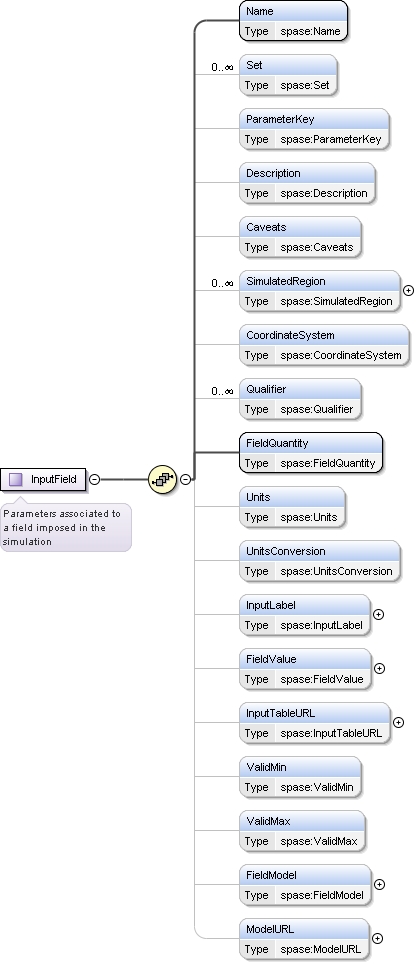 Name
Type spase:Name
0..∞
Set
Type spase:Set
ParameterKey
Type spase:ParameterKey
Description
Type spase:Description
Caveats
Type spase:Caveats
0..∞
SimulatedRegion
Type spase:SimulatedRegion
CoordinateSystem
Type spase:CoordinateSystem
0..∞
Qualifier
Type spase:Qualifier
FieldQuantity
Type spase:FieldQuantity
InputField
Parameters associated to
a field imposed in the
simulation
Units
Type spase:Units
UnitsConversion
Type spase:UnitsConversion
InputLabel
Type spase:InputLabel
FieldValue
Type spase:FieldValue
InputTableURL
Type spase:InputTableURL
ValidMin
Type spase:ValidMin
ValidMax
Type spase:ValidMax
FieldModel
Type spase:FieldModel
ModelURL
Type spase:ModelURL